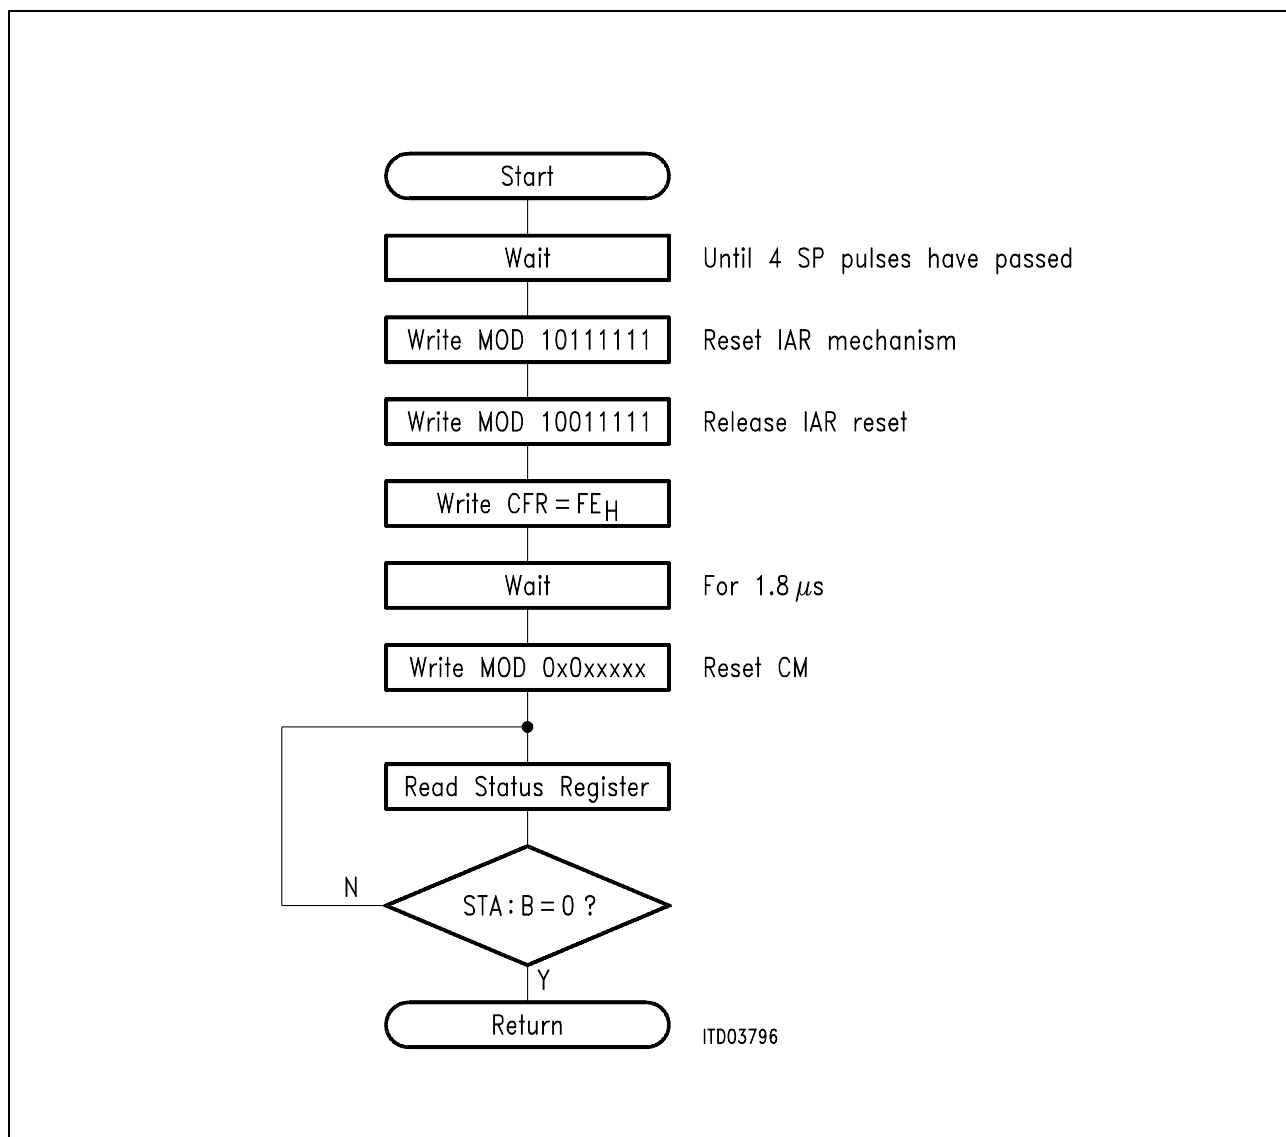 Start
Wait
Until 4 SP pulses have passed
Write MOD 10111111
Reset IAR mechanism
Write MOD 10011111
Release IAR reset
Write CFR=FEH
Wait
For 1.8 μs
Write MOD 0x0xxxxx
Reset CM
Read Status Register
N
STA:B=0 ?
Y
Return
ITD03796